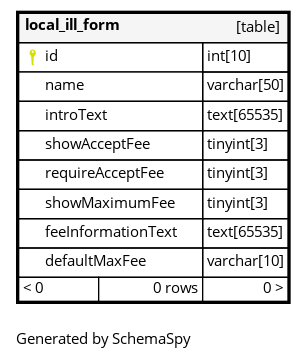 local_ill_form [table]
id int[10]
name varchar[50]
introText text[65535]
showAcceptFee tinyint[3]
requireAcceptFee tinyint[3]
showMaximumFee tinyint[3]
feeInformationText text[65535]
defaultMaxFee varchar[10]
< 0 0 rows 0 >
Generated by SchemaSpy